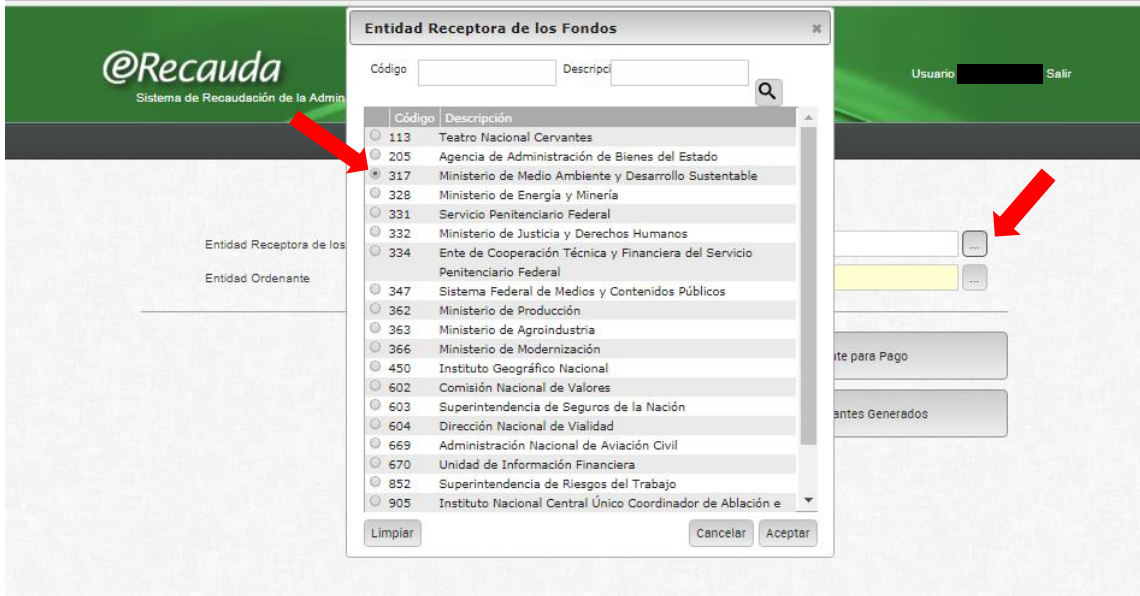 Entidad Receptora de los Fondos
Código
Descripci
@Recauda
Sistema de Recaudación de la Admin
Usuario
Salir
Código Descripción
113 Teatro Nacional Cervantes
205 Agencia de Administración de Bienes del Estado
317 Ministerio de Medio Ambiente y Desarrollo Sustentable
328 Ministerio de Energía y Minería
331 Servicio Penitenciario Federal
332 Ministerio de Justicia y Derechos Humanos
334 Ente de Cooperación Técnica y Financiera del Servicio
Penitenciario Federal
347 Sistema Federal de Medios y Contenidos Públicos
362 Ministerio de Producción
363 Ministerio de Agroindustria
366 Ministerio de Modernización
450 Instituto Geográfico Nacional
602 Comisión Nacional de Valores
603 Superintendencia de Seguros de la Nación
604 Dirección Nacional de Vialidad
669 Administración Nacional de Aviación Civil
670 Unidad de Información Financiera
852 Superintendencia de Riesgos del Trabajo
905 Instituto Nacional Central Único Coordinador de Ablación e
Limpiar
Cancelar
Aceptar
Entidad Receptora de los
...
Entidad Ordenante
...
te para Pago
antes Generados